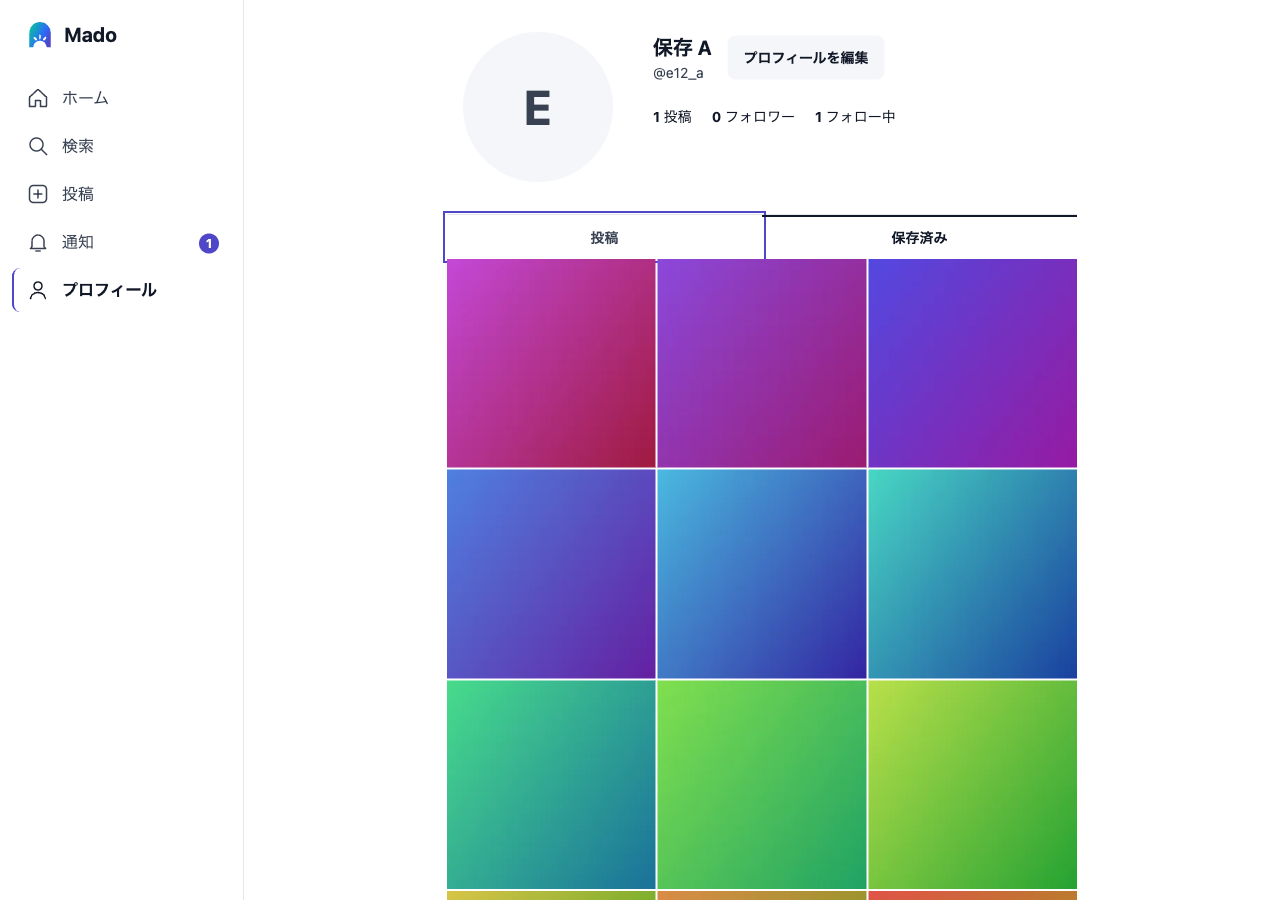 Mado
ホーム
検索
投稿
通知 1
プロフィール
E
保存 A
@e12_a
プロフィールを編集
1 投稿 0 フォロワー 1 フォロー中
投稿 保存済み